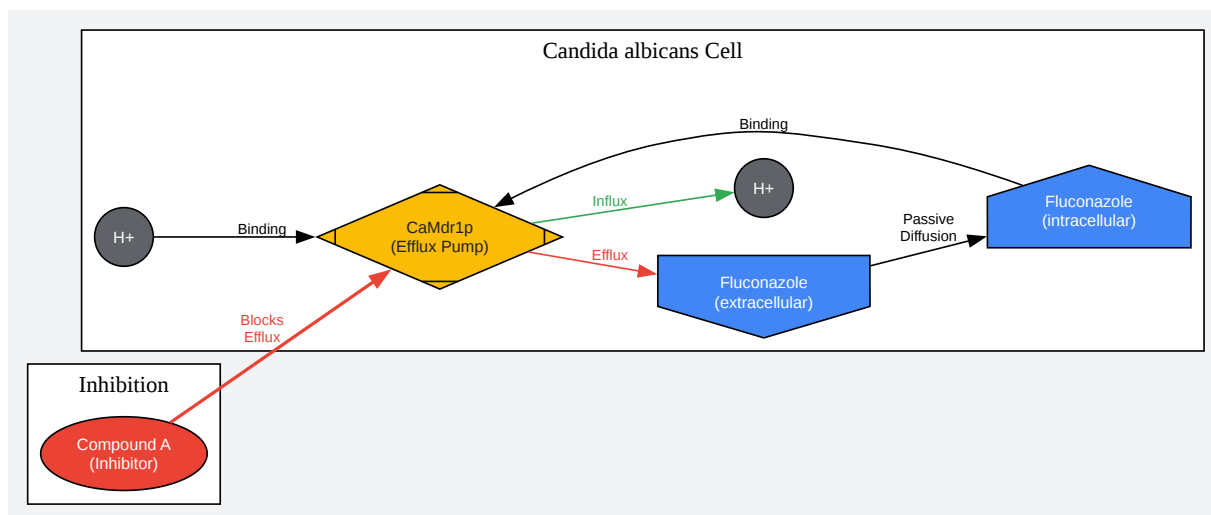 Candida albicans Cell
Binding
H+
Influx
Fluconazole
(intracellular)
Passive
Diffusion
H+
Binding
CaMdr1p
(Efflux Pump)
Efflux
Fluconazole
(extracellular)
Blocks
Efflux
Inhibition
Compound A
(Inhibitor)